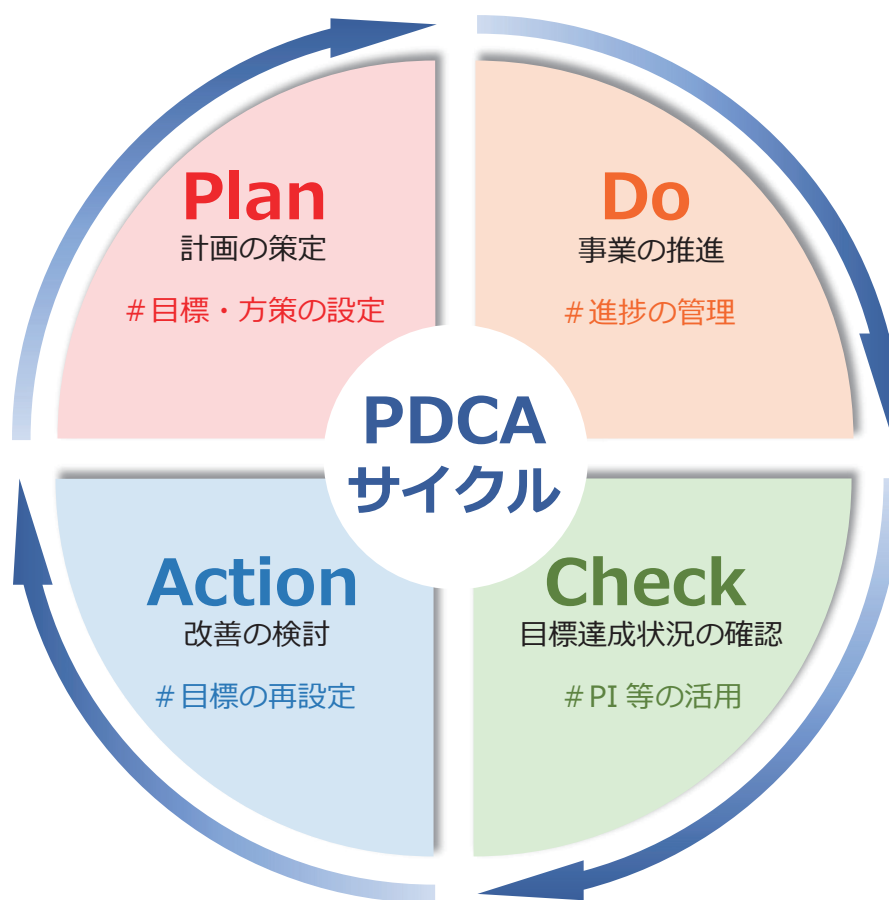 Plan
計画の策定
＃目標・方策の設定
Do
事業の推進
＃進捗の管理
PDCA
サイクル
Action
改善の検討
＃目標の再設定
Check
目標達成状況の確認
＃PI 等の活用